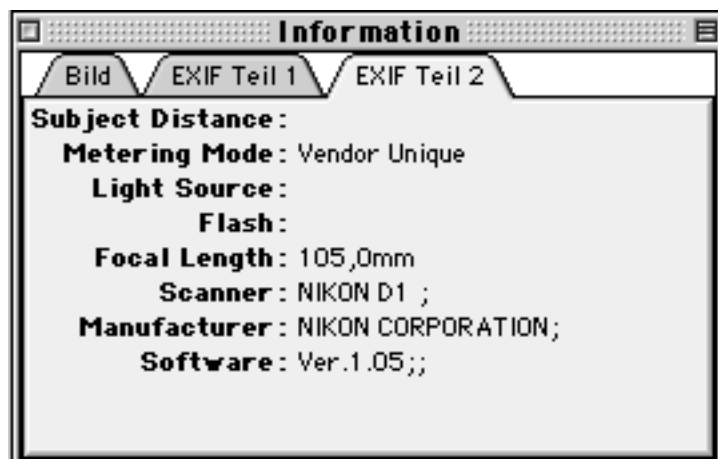 Information
Bild EXIF Teil 1 EXIF Teil 2
Subject Distance:
Metering Mode: Vendor Unique
Light Source:
Flash:
Focal Length: 105,0mm
Scanner: NIKON D1 ;
Manufacturer: NIKON CORPORATION;
Software: Ver.1.05;;